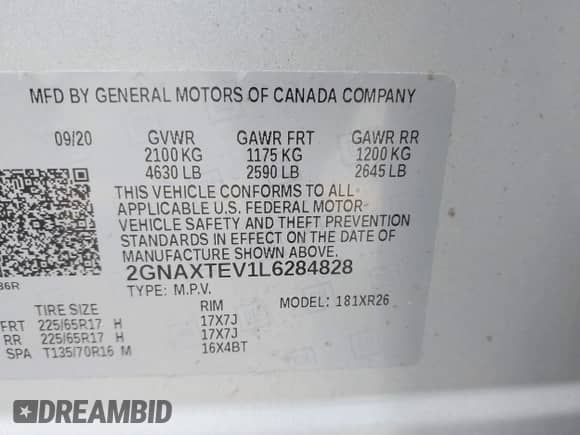 MFD BY GENERAL MOTORS OF CANADA COMPANY
09/20 GVWR GAWR FRT GAWR RR
2100 KG 1175 KG 1200 KG
4630 LB 2590 LB 2645 LB
THIS VEHICLE CONFORMS TO ALL
APPLICABLE U.S. FEDERAL MOTOR
VEHICLE SAFETY AND THEFT PREVENTION
STANDARDS IN EFFECT ON THE DATE OF
MANUFACTURE SHOWN ABOVE.
2GNAXTEV1L6284828
TYPE: M.P.V. MODEL: 181XR26
TIRE SIZE RIM
FRT 225/65R17 H 17X7J
RR 225/65R17 H 17X7J
SPA T135/70R16 M 16X4BT
DREAMBID